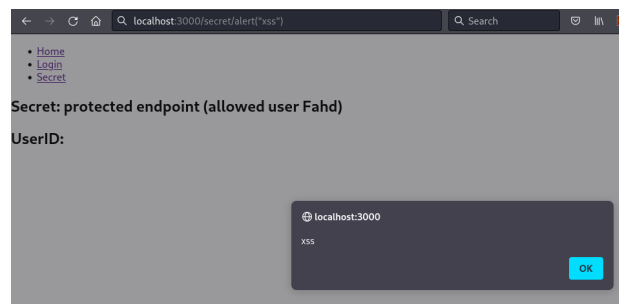 localhost:3000/secret/alert("xss")
Search
Home
Login
Secret
Secret: protected endpoint (allowed user Fahd)
UserID:
localhost:3000
xss
OK